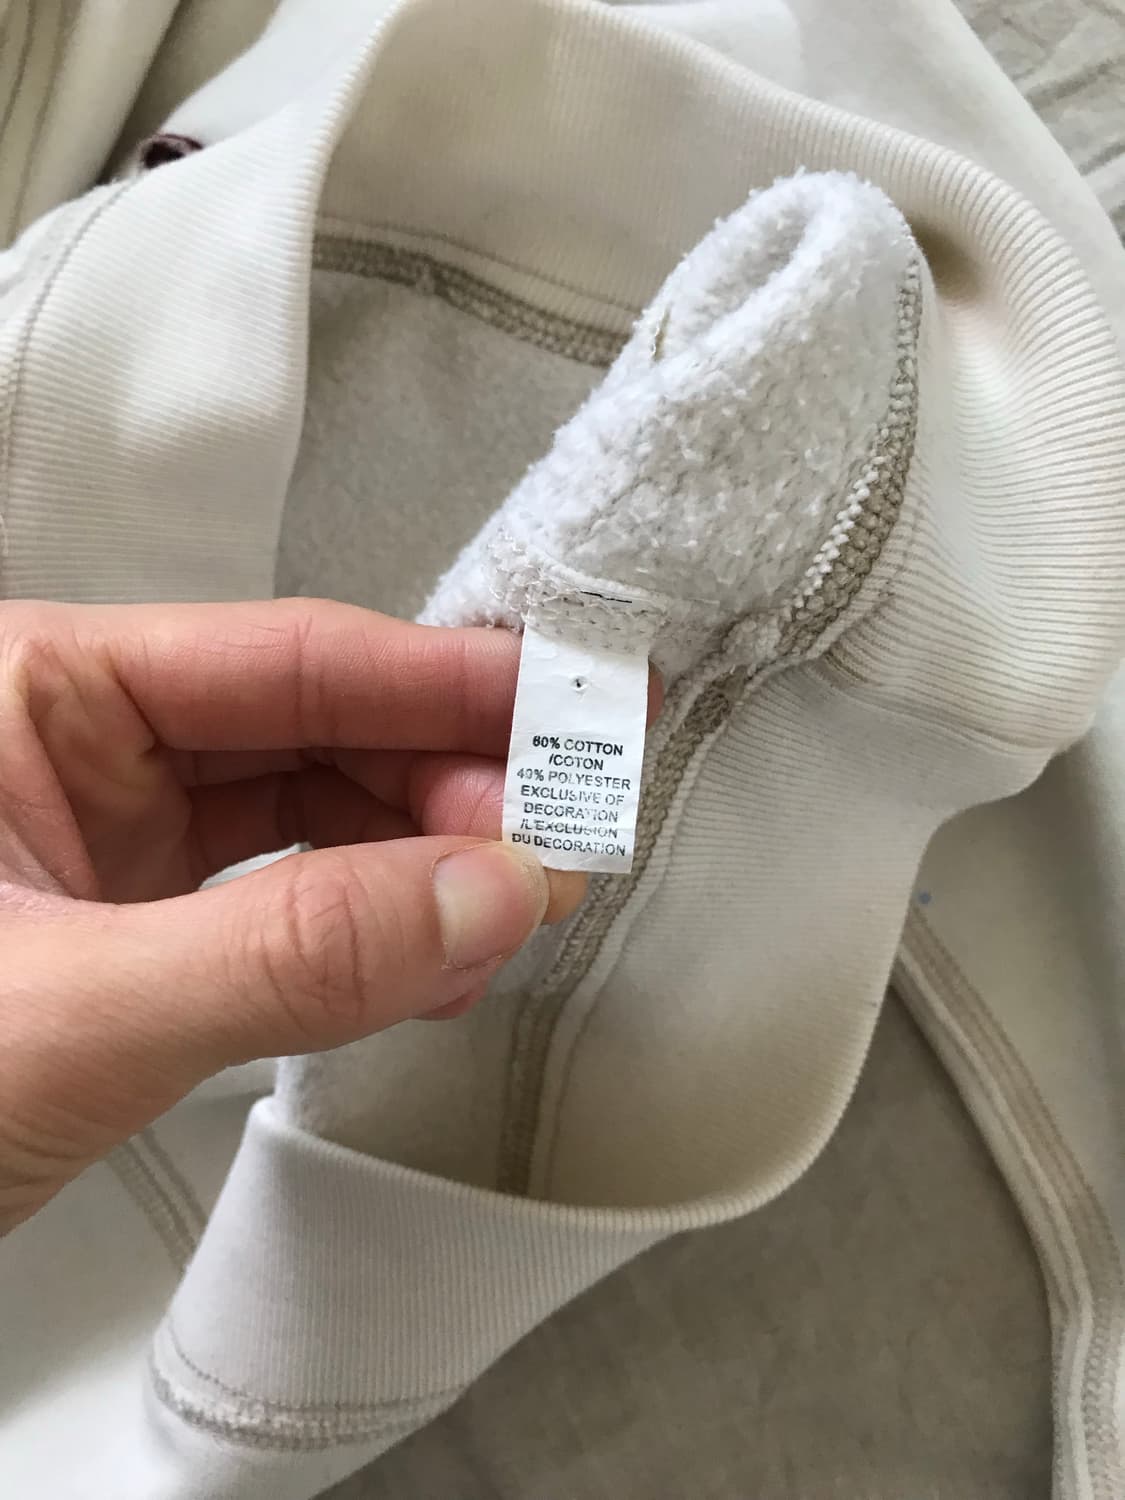 60% COTTON
/COTON
40% POLYESTER
EXCLUSIVE OF
DECORATION
/L'EXCLUSION
DU DECORATION